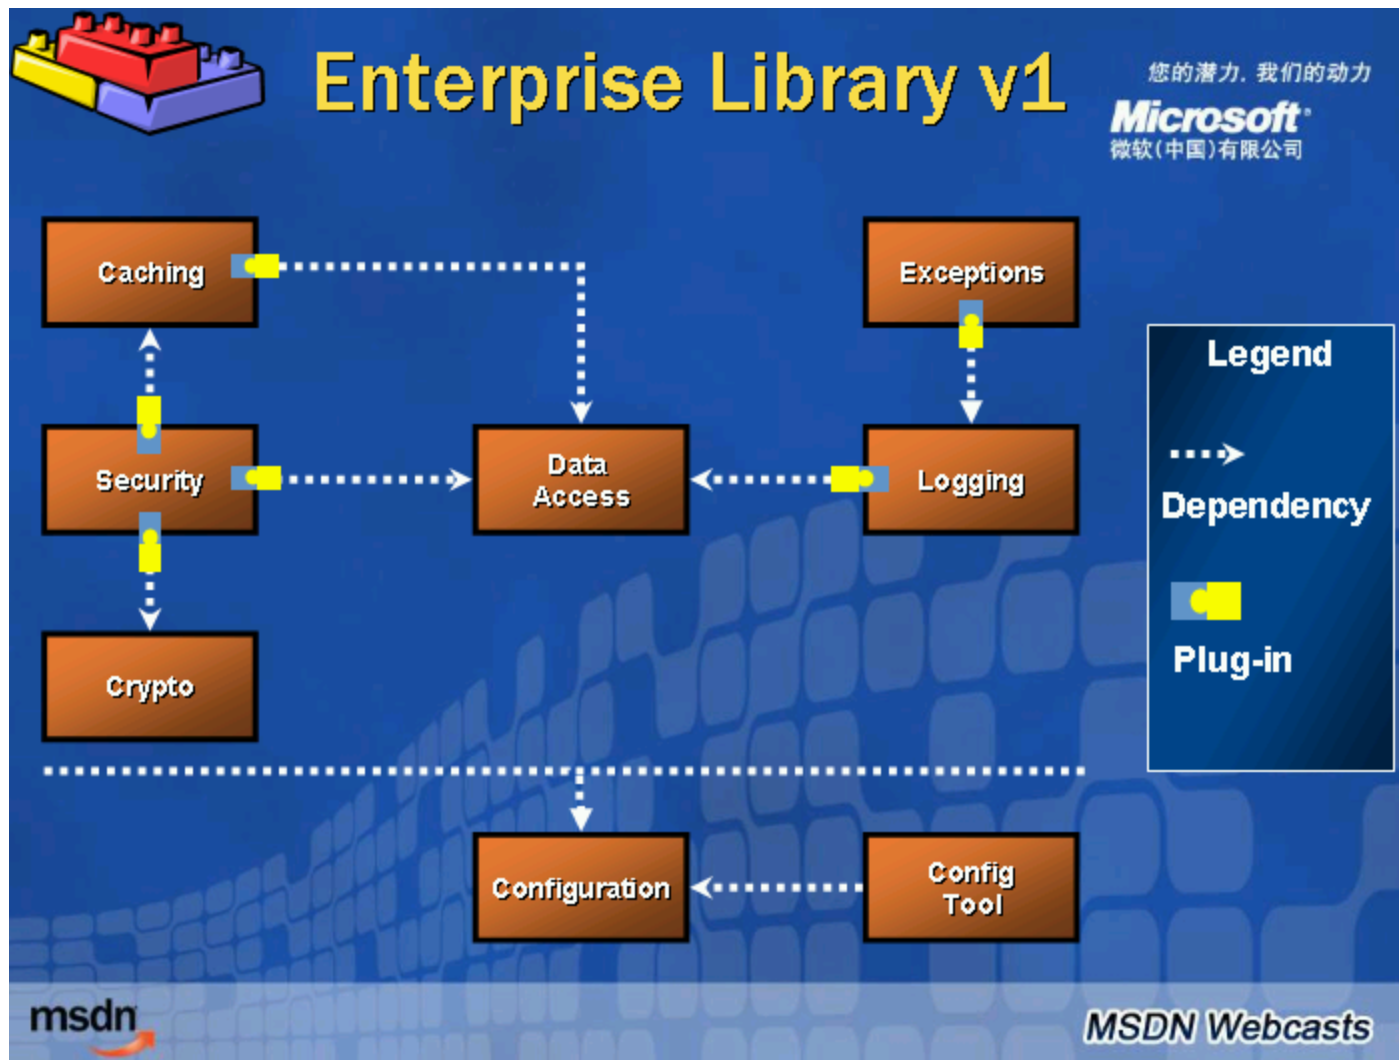 Enterprise Library v1
您的潜力. 我们的动力
Microsoft
微软(中国)有限公司
Caching
Exceptions
Legend
Dependency
Plug-in
Security
Data
Access
Logging
Crypto
Configuration
Config
Tool
msdn
MSDN Webcasts